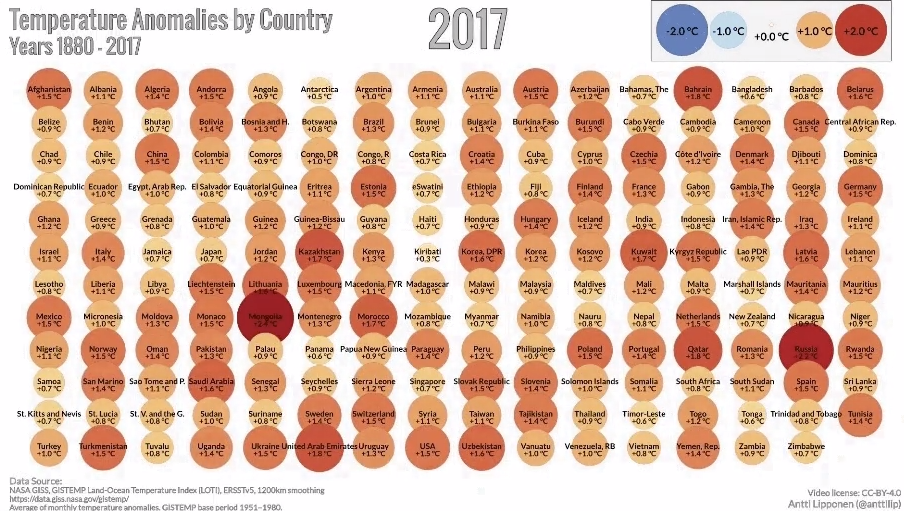 Temperature Anomalies by Country
Years 1880 - 2017
2017
-2.0 °C -1.0 °C +0.0 °C +1.0 °C +2.0 °C
Afghanistan Albania Algeria Andorra Angola Antarctica Argentina Armenia Australia Austria Azerbaijan Bahamas, The Bahrain Bangladesh Barbados Belarus
+1.5 °C +1.1 °C +1.4 °C +1.5 °C +0.9 °C +0.5 °C +1.0 °C +1.1 °C +1.1 °C +1.5 °C +1.2 °C +0.7 °C +1.8 °C +0.6 °C +0.8 °C +1.6 °C
Belize Benin Bhutan Bolivia Bosnia and H. Botswana Brazil Brunei Bulgaria Burkina Faso Burundi Cabo Verde Cambodia Cameroon Canada Central African Rep.
+0.9 °C +1.2 °C +0.7 °C +1.4 °C +1.3 °C +0.8 °C +1.3 °C +0.9 °C +1.1 °C +1.1 °C +1.5 °C +0.9 °C +0.9 °C +1.0 °C +1.5 °C +0.9 °C
Chad Chile China Colombia Comoros Congo, DR Congo, R Costa Rica Croatia Cuba Cyprus Czechia Côte d'Ivoire Denmark Djibouti Dominica
+0.9 °C +0.9 °C +1.5 °C +1.1 °C +0.9 °C +1.0 °C +0.8 °C +0.7 °C +1.4 °C +0.9 °C +1.0 °C +1.5 °C +1.2 °C +1.4 °C +1.1 °C +0.8 °C
Dominican Republic Ecuador Egypt, Arab Rep. El Salvador Equatorial Guinea Eritrea Estonia eSwatini Ethiopia Fiji Finland France Gabon Gambia, The Georgia Germany
+0.7 °C +1.0 °C +1.0 °C +0.8 °C +0.9 °C +1.1 °C +1.5 °C +0.7 °C +1.2 °C +0.8 °C +1.4 °C +1.3 °C +0.9 °C +1.3 °C +1.2 °C +1.5 °C
Ghana Greece Grenada Guatemala Guinea Guinea-Bissau Guyana Haiti Honduras Hungary Iceland India Indonesia Iran, Islamic Rep. Iraq Ireland
+1.2 °C +0.9 °C +0.8 °C +1.0 °C +1.2 °C +1.2 °C +0.8 °C +0.7 °C +0.9 °C +1.4 °C +1.2 °C +0.9 °C +0.8 °C +1.4 °C +1.3 °C +1.1 °C
Israel Italy Jamaica Japan Jordan Kazakhstan Kenya Kiribati Korea, DPR Korea Kosovo Kuwait Kyrgyz Republic Lao PDR Latvia Lebanon
+1.1 °C +1.4 °C +0.7 °C +0.7 °C +1.2 °C +1.7 °C +1.3 °C +0.3 °C +1.6 °C +1.2 °C +1.2 °C +1.7 °C +1.5 °C +0.9 °C +1.6 °C +1.1 °C
Lesotho Liberia Libya Liechtenstein Lithuania Luxembourg Macedonia, FYR Madagascar Malawi Malaysia Maldives Mali Malta Marshall Islands Mauritania Mauritius
+0.8 °C +1.1 °C +0.9 °C +1.5 °C +1.5 °C +1.1 °C +1.0 °C +0.9 °C +0.9 °C +0.7 °C +1.2 °C +0.9 °C +0.7 °C +1.4 °C +1.2 °C
Mexico Micronesia Moldova Monaco Mongolia Montenegro Morocco Mozambique Myanmar Namibia Nauru Nepal Netherlands New Zealand Nicaragua Niger
+1.5 °C +1.0 °C +1.3 °C +1.5 °C +2.4 °C +1.3 °C +1.7 °C +0.8 °C +0.7 °C +1.0 °C +0.8 °C +0.8 °C +1.5 °C +0.7 °C +0.9 °C +0.9 °C
Nigeria Norway Oman Pakistan Palau Panama Papua New Guinea Paraguay Peru Philippines Poland Portugal Qatar Romania Russia Rwanda
+1.1 °C +1.5 °C +1.4 °C +1.3 °C +0.9 °C +0.6 °C +0.9 °C +1.4 °C +1.2 °C +0.9 °C +1.5 °C +1.4 °C +1.8 °C +1.3 °C +1.5 °C
Samoa San Marino Sao Tome and P. Saudi Arabia Senegal Seychelles Sierra Leone Singapore Slovak Republic Slovenia Solomon Islands Somalia South Africa South Sudan Spain Sri Lanka
+0.7 °C +1.4 °C +1.1 °C +1.6 °C +1.3 °C +0.9 °C +1.2 °C +0.7 °C +1.5 °C +1.4 °C +1.0 °C +1.1 °C +0.8 °C +1.1 °C +1.5 °C +0.9 °C
St. Kitts and Nevis St. Lucia St. V. and the G. Sudan Suriname Sweden Switzerland Syria Taiwan Tajikistan Thailand Timor-Leste Togo Tonga Trinidad and Tobago Tunisia
+0.7 °C +0.8 °C +0.8 °C +1.0 °C +0.8 °C +1.4 °C +1.5 °C +1.1 °C +1.1 °C +1.4 °C +0.9 °C +0.6 °C +1.2 °C +0.6 °C +0.8 °C +1.4 °C
Turkey Turkmenistan Tuvalu Uganda Ukraine United Arab Emirates Uruguay USA Uzbekistan Vanuatu Venezuela, RB Vietnam Yemen, Rep. Zambia Zimbabwe
+1.0 °C +1.5 °C +0.8 °C +1.4 °C +1.5 °C +1.8 °C +1.3 °C +1.5 °C +1.6 °C +1.0 °C +1.0 °C +0.8 °C +1.4 °C +0.9 °C +0.7 °C
Data Source:
NASA GISS, GISTEMP Land-Ocean Temperature Index (LOTI), ERSSTv5, 1200km smoothing
https://data.giss.nasa.gov/gistemp/
Average of monthly temperature anomalies. GISTEMP base period 1951-1980.
Video license: CC-BY-4.0
Antti Lipponen (@anttilip)